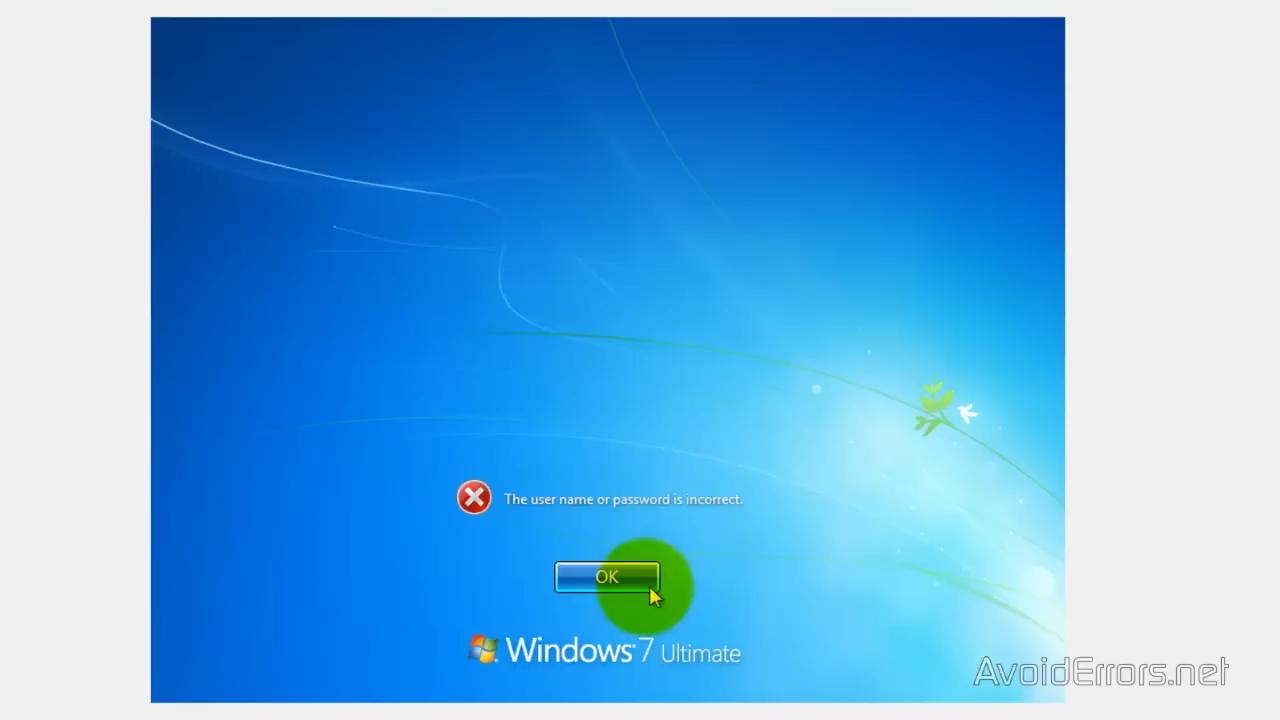 The user name or password is incorrect.
OK
Windows 7 Ultimate
AvoidErrors.net